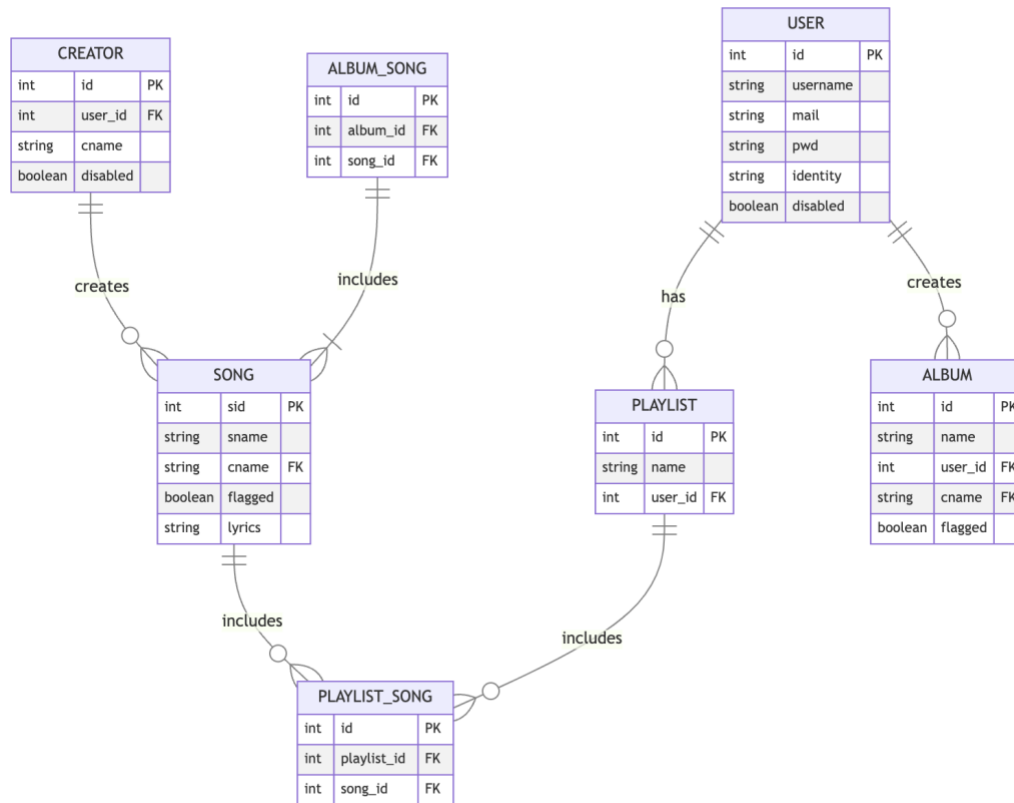 CREATOR
int id PK
int user_id FK
string cname
boolean disabled
ALBUM_SONG
int id PK
int album_id FK
int song_id FK
USER
int id PK
string username
string mail
string pwd
string identity
boolean disabled
creates
includes
has
creates
SONG
int sid PK
string sname
string cname FK
boolean flagged
string lyrics
PLAYLIST
int id PK
string name
int user_id FK
ALBUM
int id PK
string name
int user_id FK
string cname FK
boolean flagged
includes
includes
PLAYLIST_SONG
int id PK
int playlist_id FK
int song_id FK